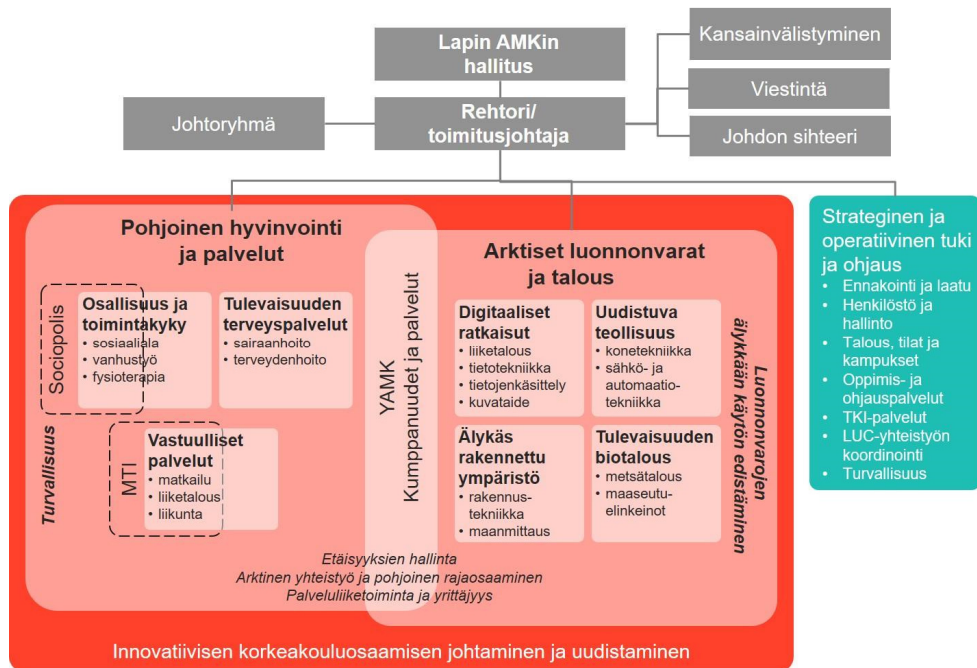 Lapin AMKin
hallitus
Rehtori/
toimitusjohtaja
Johtoryhmä
Kansainvälistyminen
Viestintä
Johdon sihteeri
Pohjoinen hyvinvointi
ja palvelut
Sociopolis
Osallisuus ja
toimintakyky
• sosiaaliala
• vanhustyö
• fysioterapia
Tulevaisuuden
terveyspalvelut
• sairaanhoito
• terveydenhoito
Turvallisuus
MTI
Vastuulliset
palvelut
• matkailu
• liiketalous
• liikunta
YAMK
Kumppanuudet ja palvelut
Arktiset luonnonvarat
ja talous
Digitaaliset
ratkaisut
• liiketalous
• tietotekniikka
• tietojenkäsittely
• kuvataide
Uudistuva
teollisuus
• konetekniikka
• sähkö- ja
automaatio-
tekniikka
Älykäs
rakennettu
ympäristö
• rakennus-
tekniikka
• maanmittaus
Tulevaisuuden
biotalous
• metsätalous
• maaseutu-
elinkeinot
Luonnonvarojen
älykkään käytön edistäminen
Etäisyyksien hallinta
Arktinen yhteistyö ja pohjoinen rajaosaaminen
Palveluliiketoiminta ja yrittäjyys
Innovatiivisen korkeakouluosaamisen johtaminen ja uudistaminen
Strateginen ja
operatiivinen tuki
ja ohjaus
• Ennakointi ja laatu
• Henkilöstö ja
hallinto
• Talous, tilat ja
kampukset
• Oppimis- ja
ohjauspalvelut
• TKI-palvelut
• LUC-yhteistyön
koordinointi
• Turvallisuus